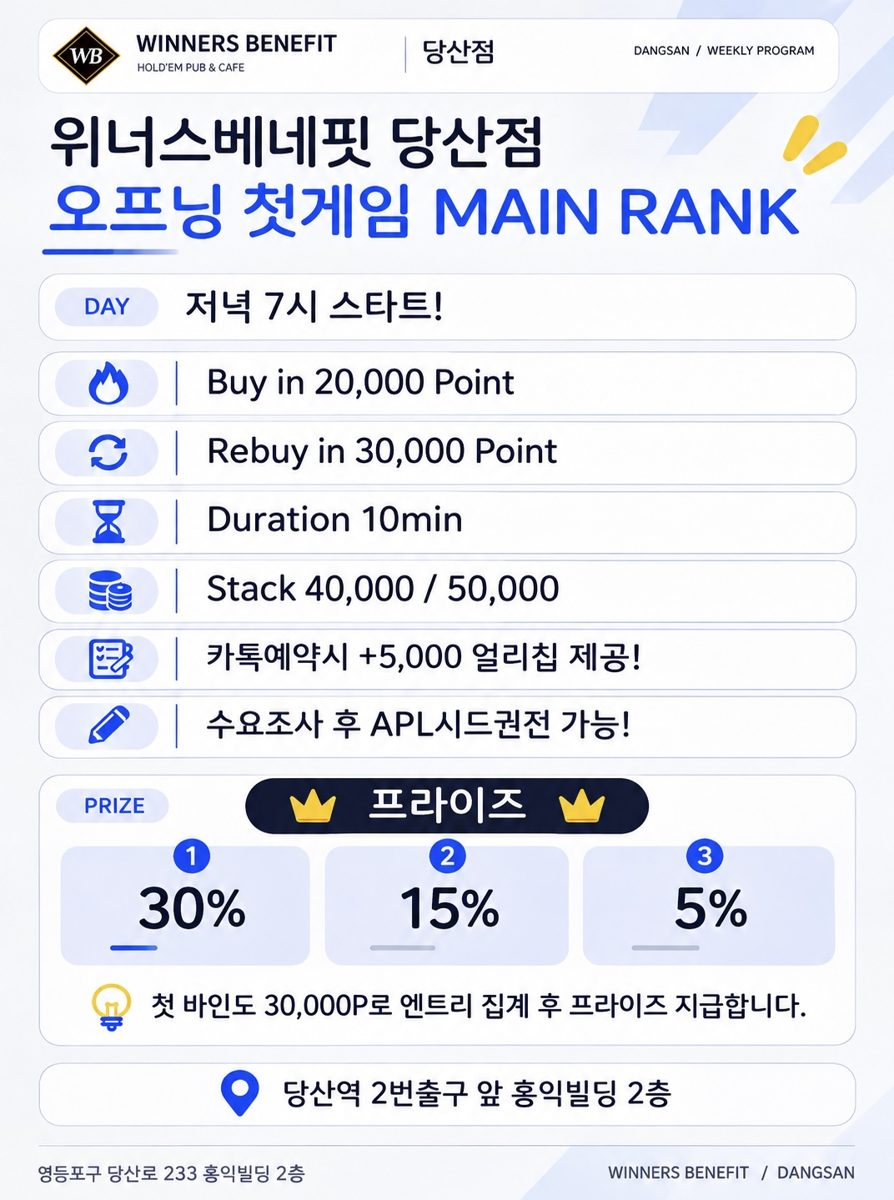 WB
WINNERS BENEFIT
HOLD'EM PUB & CAFE
당산점
DANGSAN / WEEKLY PROGRAM
위너스베네핏 당산점
오프닝 첫게임 MAIN RANK
DAY 저녁 7시 스타트!
Buy in 20,000 Point
Rebuy in 30,000 Point
Duration 10min
Stack 40,000 / 50,000
카톡예약시 +5,000 얼리칩 제공!
수요조사 후 APL시드권전 가능!
PRIZE 프라이즈
1 2 3
30% 15% 5%
첫 바인도 30,000P로 엔트리 집계 후 프라이즈 지급합니다.
당산역 2번출구 앞 홍익빌딩 2층
영등포구 당산로 233 홍익빌딩 2층
WINNERS BENEFIT / DANGSAN